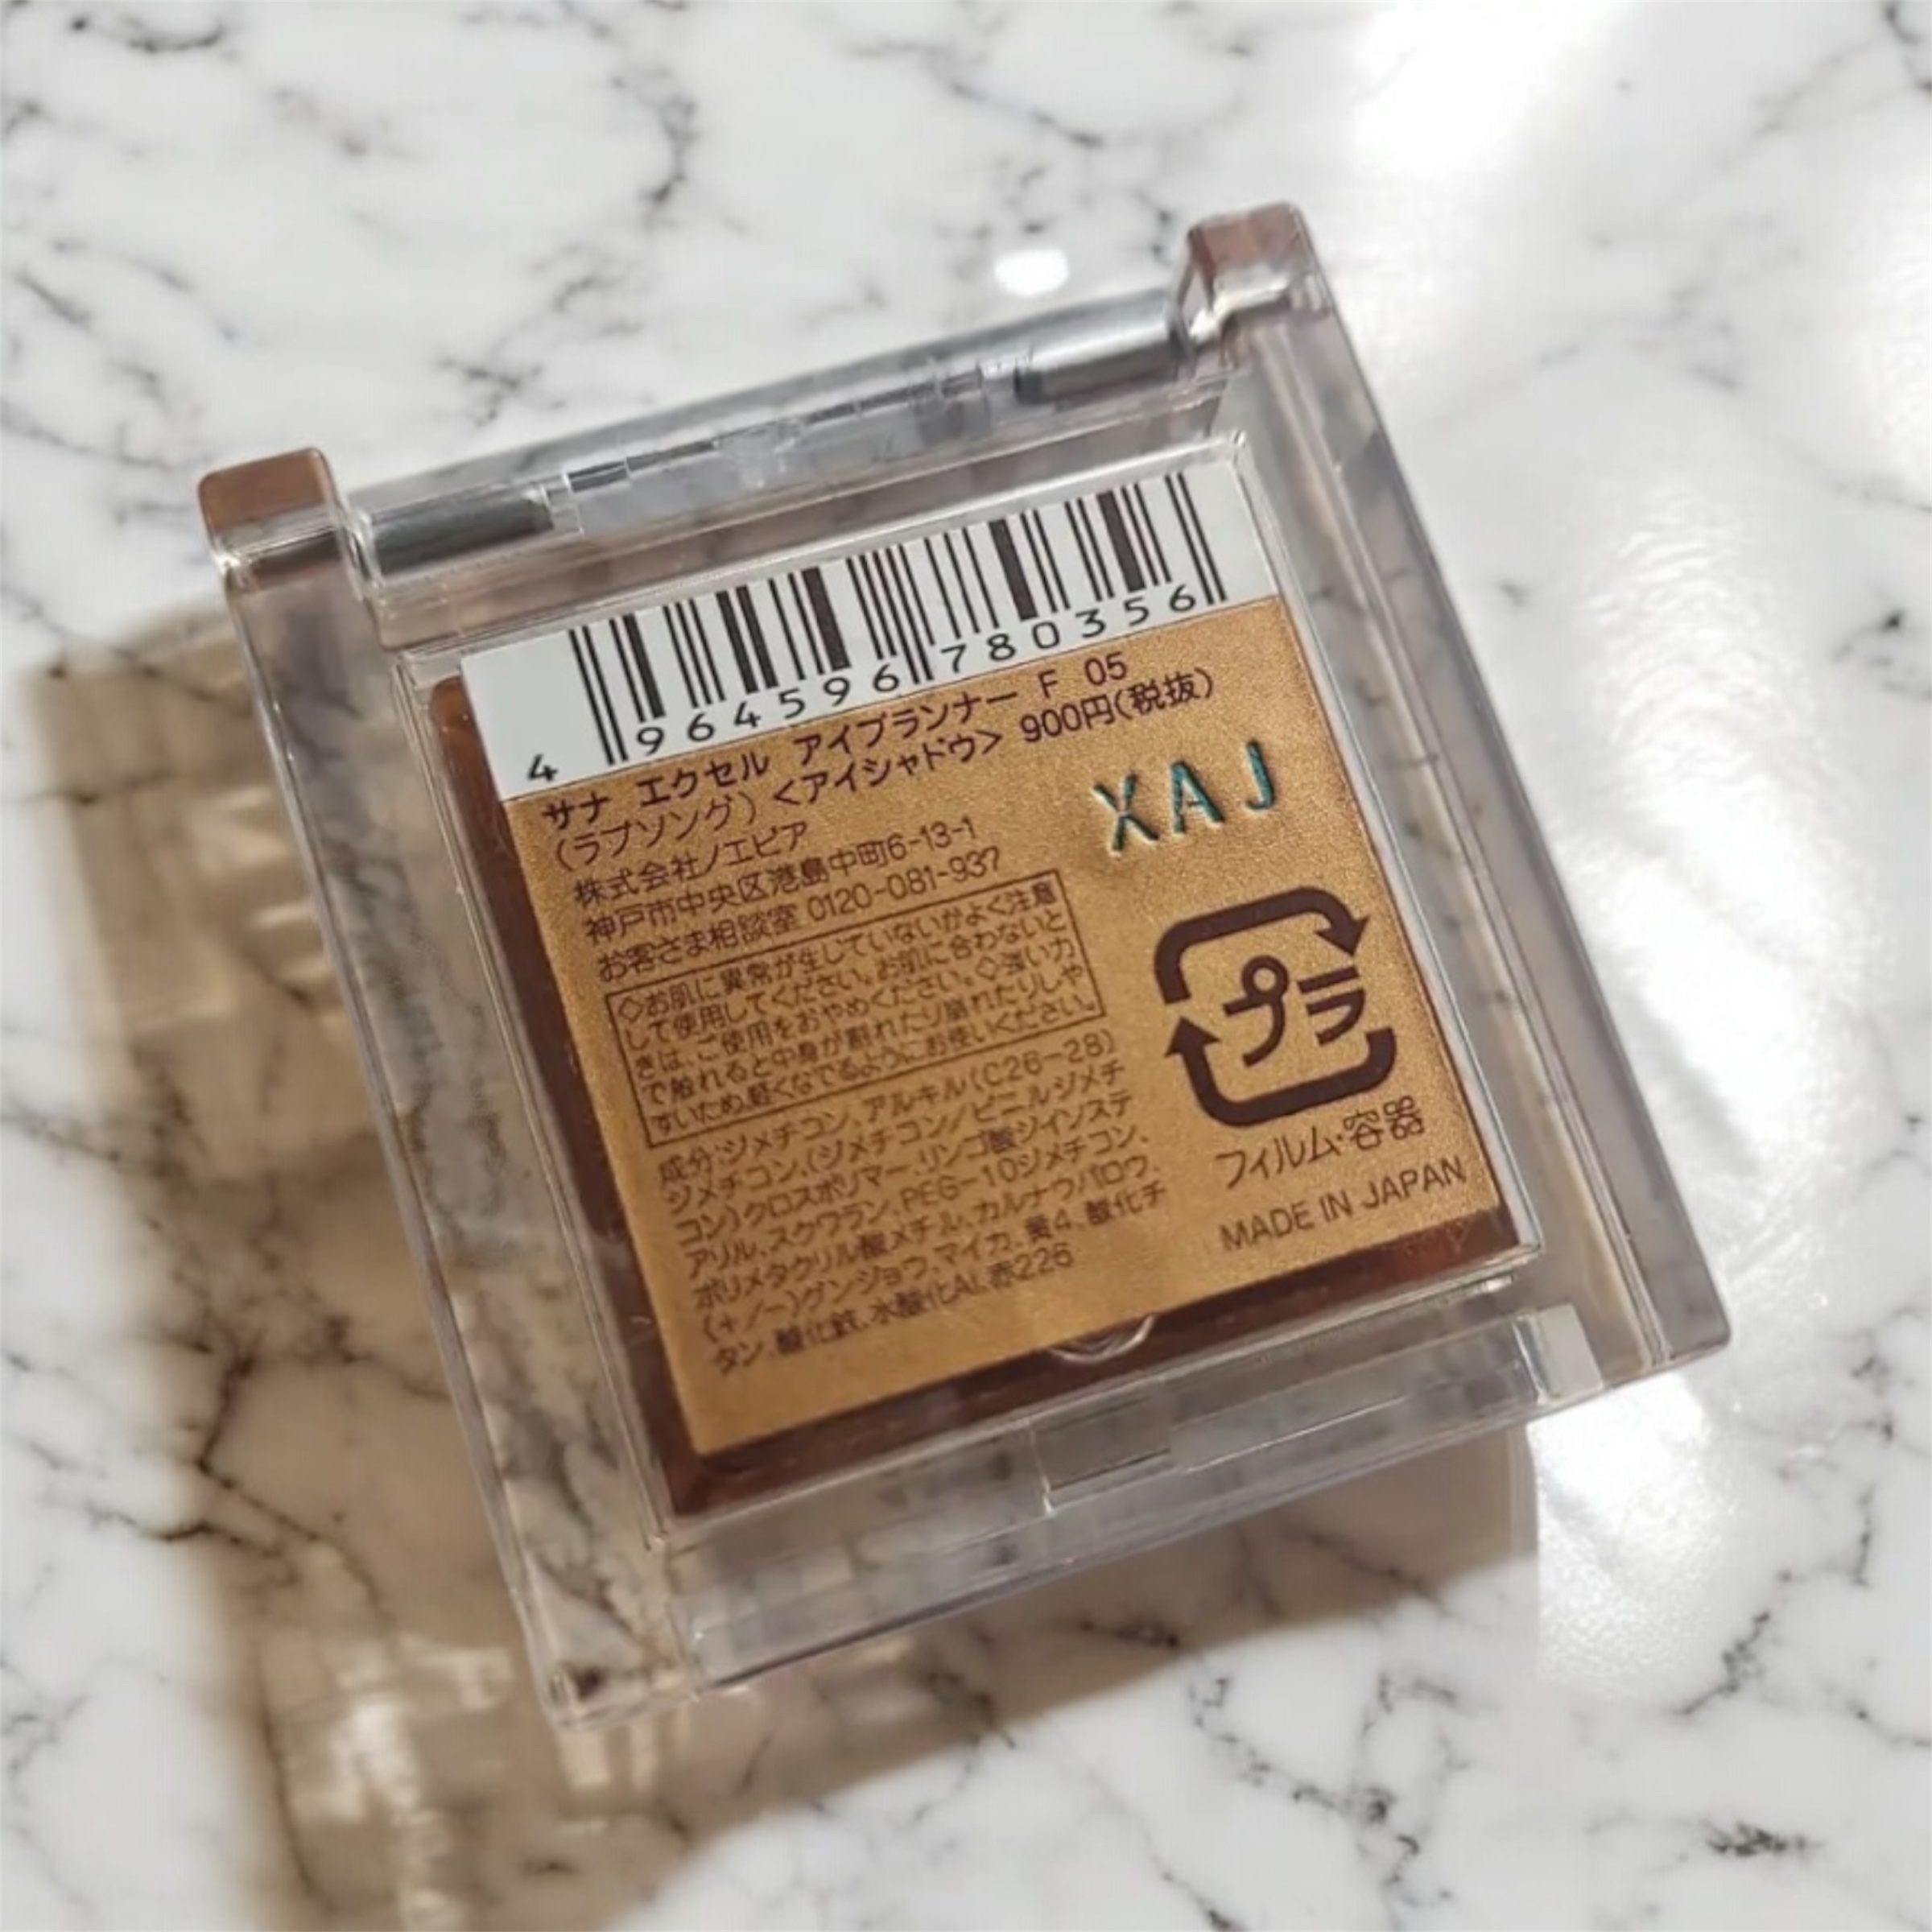 4 964596 780356
サナ エクセル アイプランナー F 05
(ラブソング) <アイシャドウ> 900円(税抜)
株式会社ノエビア
神戸市中央区港島中町6-13-1
お客さま相談室 0120-081-937
XAJ
◇お肌に異常が生じていないかよく注意
して使用してください。お肌に合わないと
きは、ご使用をおやめください。◇強い力
で触れると中身が割れたり崩れたりしや
すいため、軽くなでるようにお使いください。
成分:ジメチコン、アルキル(C26-28)
ジメチコン、(ジメチコン/ビニルジメチ
コン)クロスポリマー、リンゴ酸ジイソステ
アリル、スクワラン、PEG-10ジメチコン、
ポリメタクリル酸メチル、カルナウバロウ、
(+/-)グンジョウ、マイカ、黄4、酸化チ
タン、酸化鉄、水酸化Al、赤226
プラ
フィルム・容器
MADE IN JAPAN